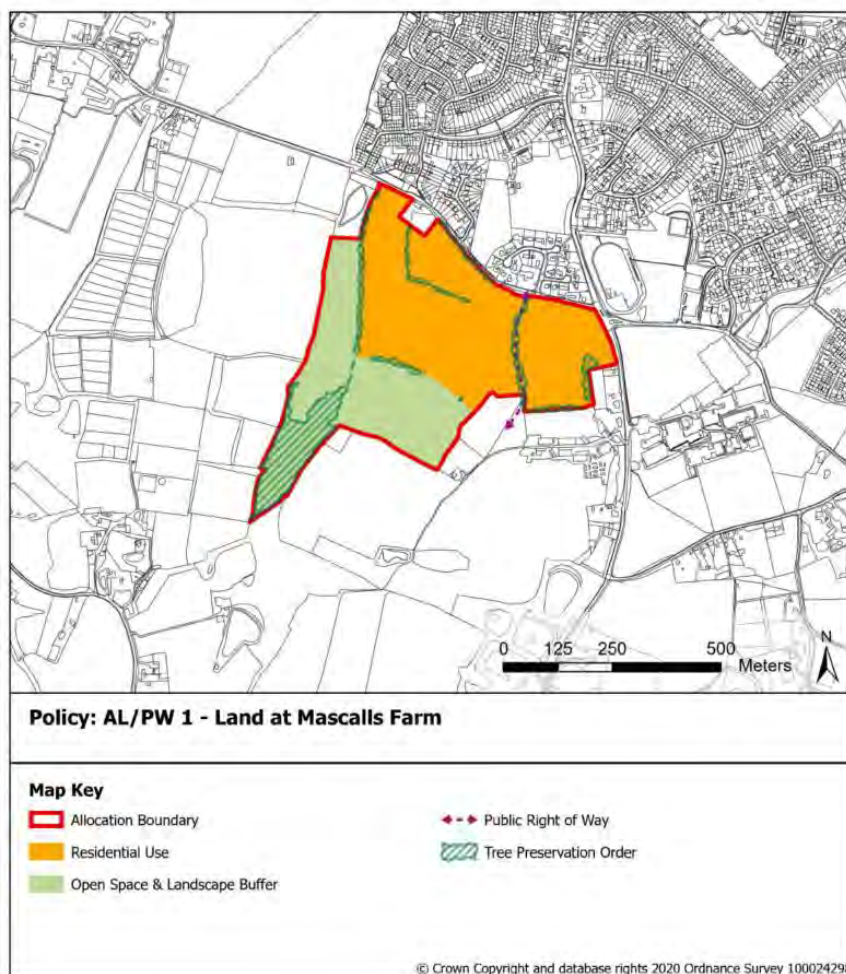 0 125 250 500
Meters
N
Policy: AL/PW 1 - Land at Mascalls Farm
Map Key
Allocation Boundary
Residential Use
Open Space & Landscape Buffer
Public Right of Way
Tree Preservation Order
© Crown Copyright and database rights 2020 Ordnance Survey 100024298